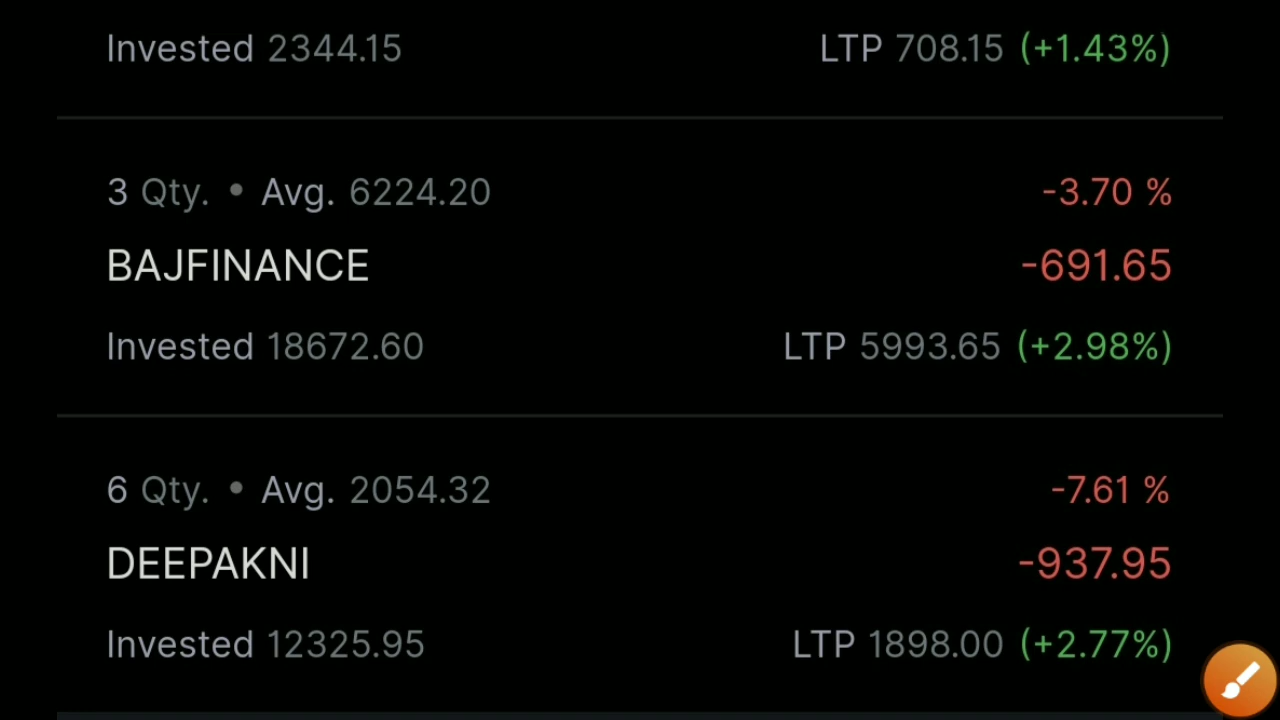 Invested 2344.15 LTP 708.15 (+1.43%)
3 Qty. • Avg. 6224.20 -3.70 %
BAJFINANCE -691.65
Invested 18672.60 LTP 5993.65 (+2.98%)
6 Qty. • Avg. 2054.32 -7.61 %
DEEPAKNI -937.95
Invested 12325.95 LTP 1898.00 (+2.77%)